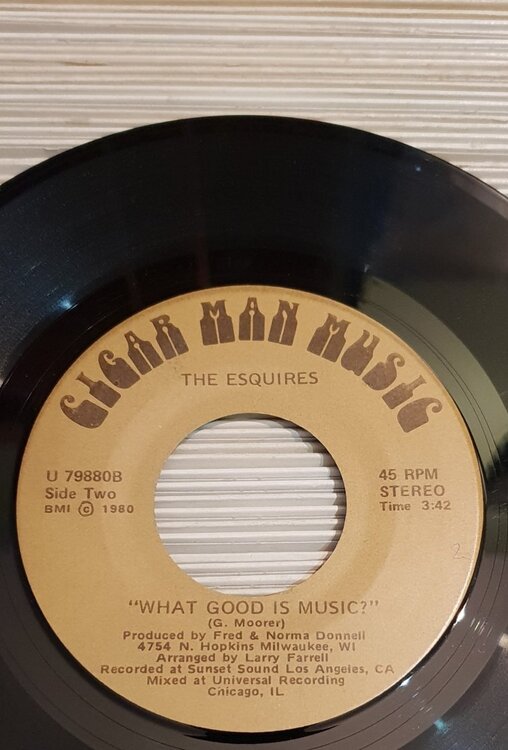 CIGAR MAN MUSIC
THE ESQUIRES
U 79880B
Side Two
BMI © 1980
45 RPM
STEREO
Time 3:42
2
"WHAT GOOD IS MUSIC?"
(G. Moorer)
Produced by Fred & Norma Donnell
4754 N. Hopkins Milwaukee, WI
Arranged by Larry Farrell
Recorded at Sunset Sound Los Angeles, CA
Mixed at Universal Recording
Chicago, IL